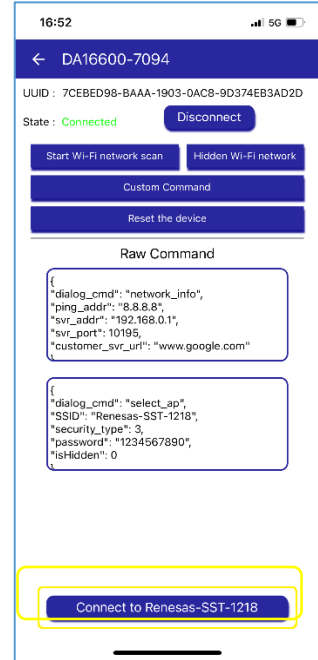 16:52 5G
← DA16600-7094
UUID : 7CEBED98-BAAA-1903-0AC8-9D374EB3AD2D
State : Connected Disconnect
Start Wi-Fi network scan Hidden Wi-Fi network
Custom Command
Reset the device
Raw Command
{
"dialog_cmd": "network_info",
"ping_addr": "8.8.8.8",
"svr_addr": "192.168.0.1",
"svr_port": 10195,
"customer_svr_url": "www.google.com"
{
"dialog_cmd": "select_ap",
"SSID": "Renesas-SST-1218",
"security_type": 3,
"password": "1234567890",
"isHidden": 0
Connect to Renesas-SST-1218